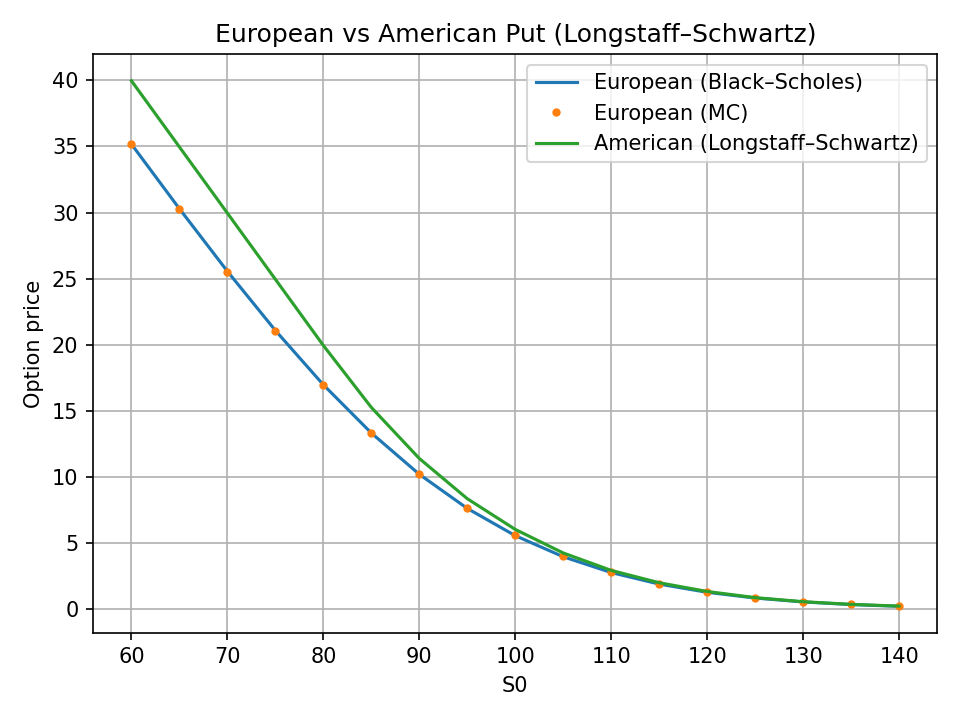 European vs American Put (Longstaff–Schwartz)
European (Black–Scholes)
European (MC)
American (Longstaff–Schwartz)
Option price
40
35
30
25
20
15
10
5
0
60 70 80 90 100 110 120 130 140
S0